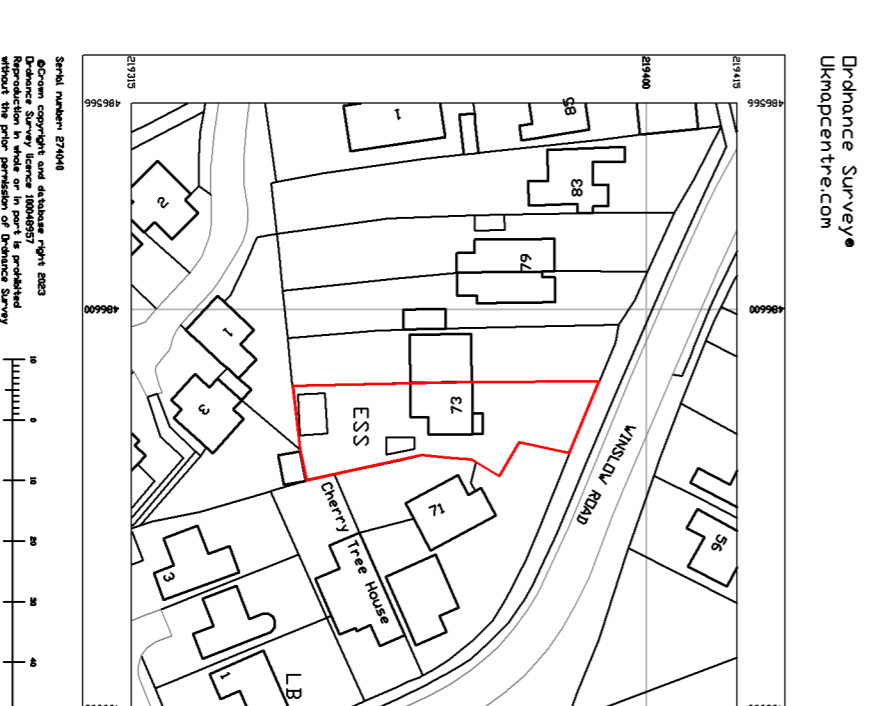 Ordnance Survey®
Ukmapcentre.com
219315
219400
219415
486566
486566
486600
486600
1
85
83
2
79
1
3
73
ESS
WINSLOW ROAD
71
56
Cherry
Tree House
3
1
LB
Serial number: 274040
©Crown copyright and database right 2023
Ordnance Survey licence 100048957
Reproduction in whole or in part is prohibited
without the prior permission of Ordnance Survey
10
0
10
20
30
40